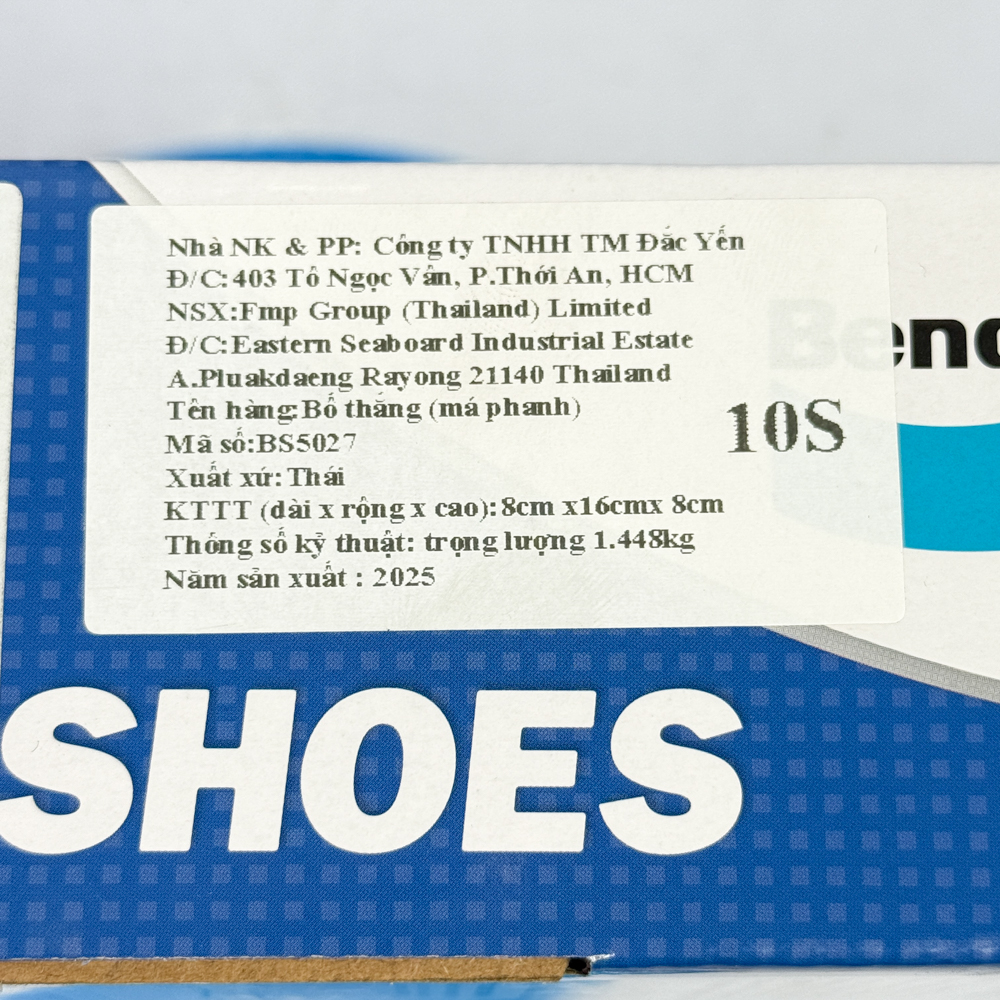 Nhà NK & PP: Công ty TNHH TM Đắc Yến
Đ/C:403 Tô Ngọc Vân, P.Thới An, HCM
NSX:Fmp Group (Thailand) Limited
Đ/C:Eastern Seaboard Industrial Estate
A.Pluakdaeng Rayong 21140 Thailand
Tên hàng:Bố thắng (má phanh)
Mã số:BS5027
Xuất xứ: Thái
KTTT (dài x rộng x cao):8cm x16cmx 8cm
Thông số kỹ thuật: trọng lượng 1.448kg
Năm sản xuất : 2025
10S
Bend
SHOES